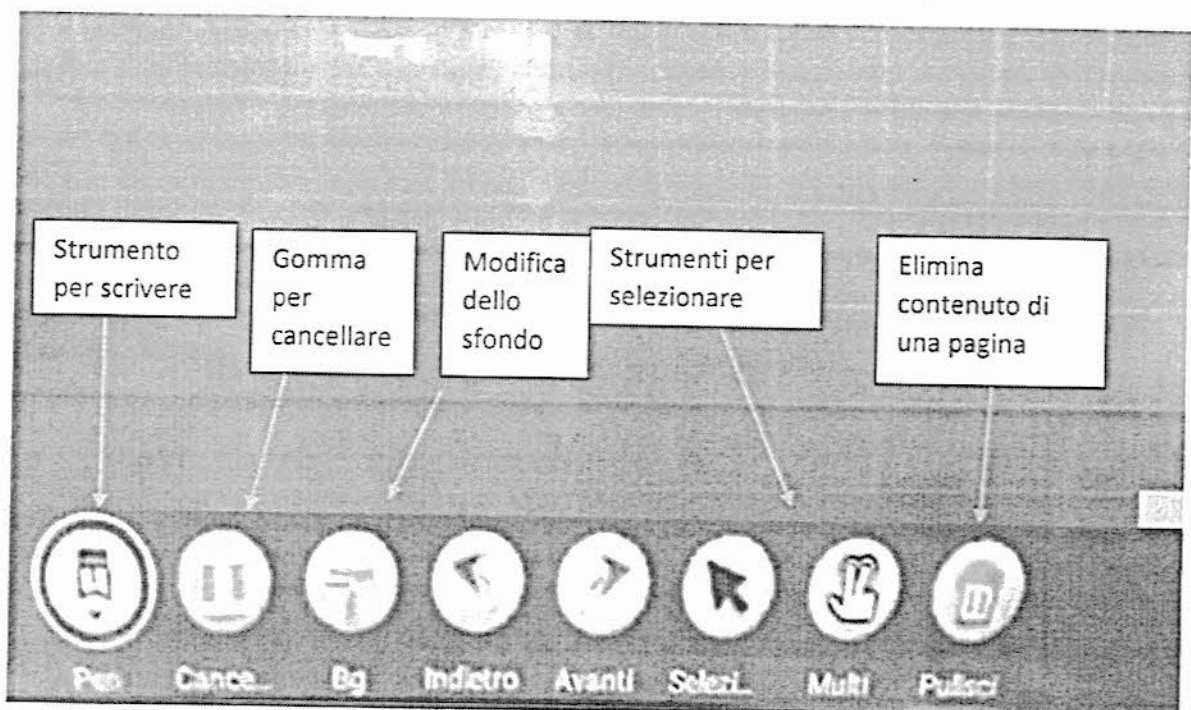 Strumento
per scrivere
Gomma
per
cancellare
Modifica
dello
sfondo
Strumenti per
selezionare
Elimina
contenuto di
una pagina
Pen
Cance...
Bg
Indietro
Avanti
Selezi...
Multi
Pulisci